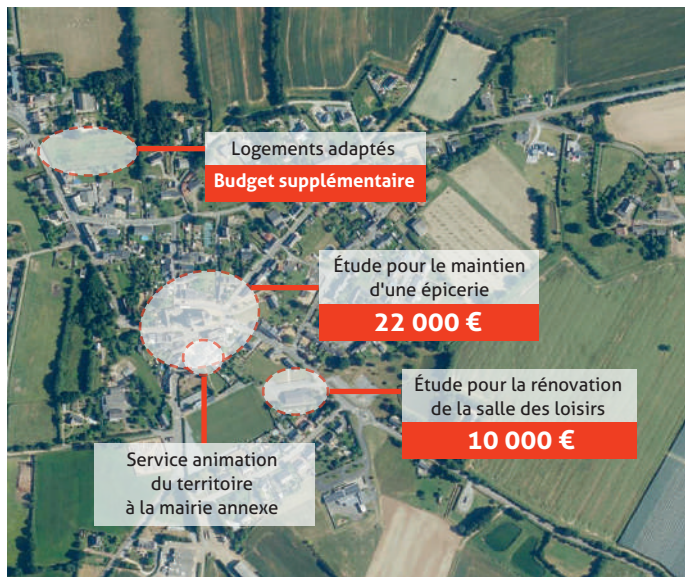 Logements adaptés
Budget supplémentaire
Étude pour le maintien
d'une épicerie
22 000 €
Étude pour la rénovation
de la salle des loisirs
10 000 €
Service animation
du territoire
à la mairie annexe